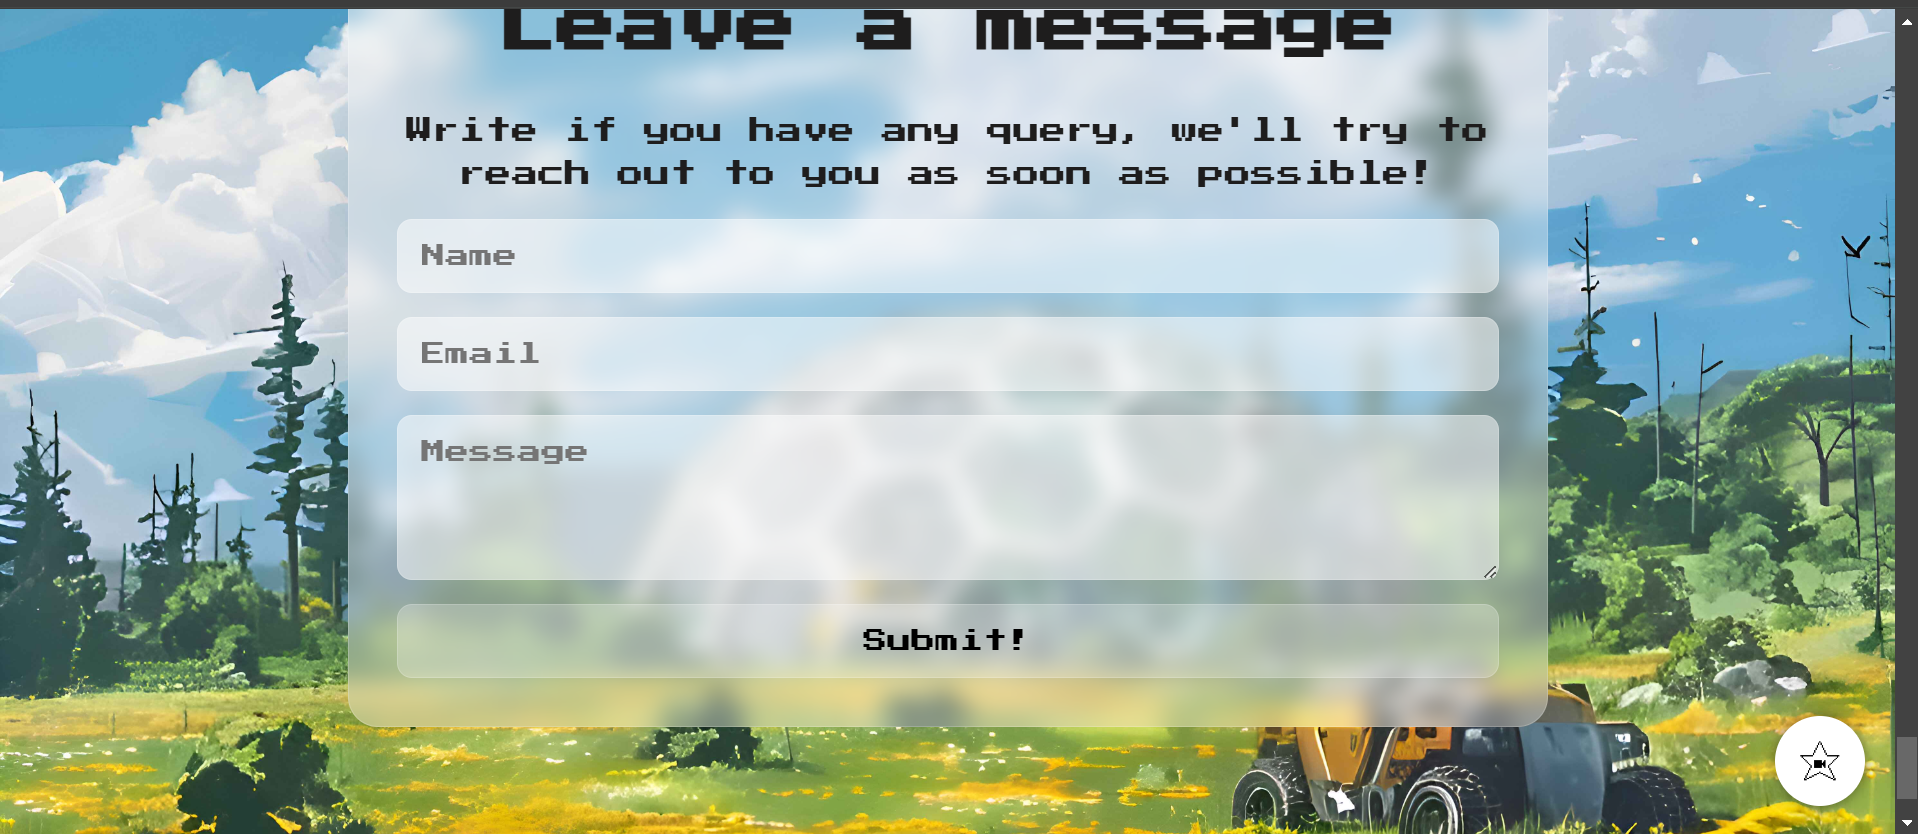 Leave a message
Write if you have any query, we'll try to
reach out to you as soon as possible!
Name
Email
Message
Submit!